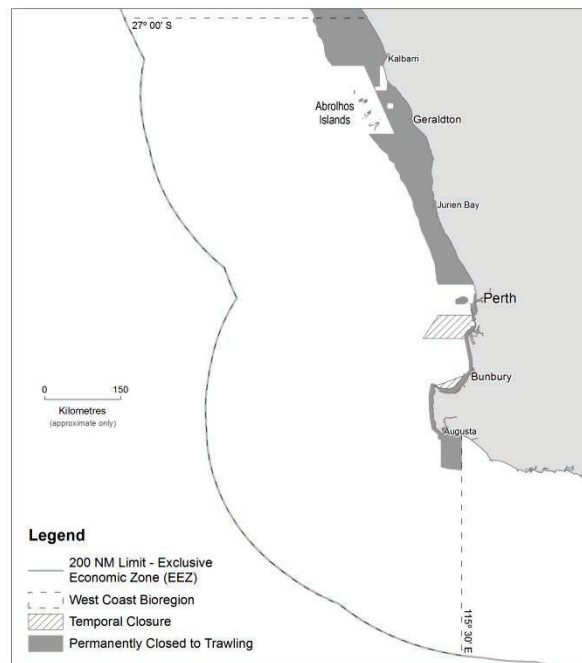 27° 00' S
Kalbarri
Abrolhos
Islands
Geraldton
Jurien Bay
Perth
Bunbury
Augusta
0 150
Kilometres
(approximate only)
115° 30' E
Legend
200 NM Limit - Exclusive
Economic Zone (EEZ)
West Coast Bioregion
Temporal Closure
Permanently Closed to Trawling